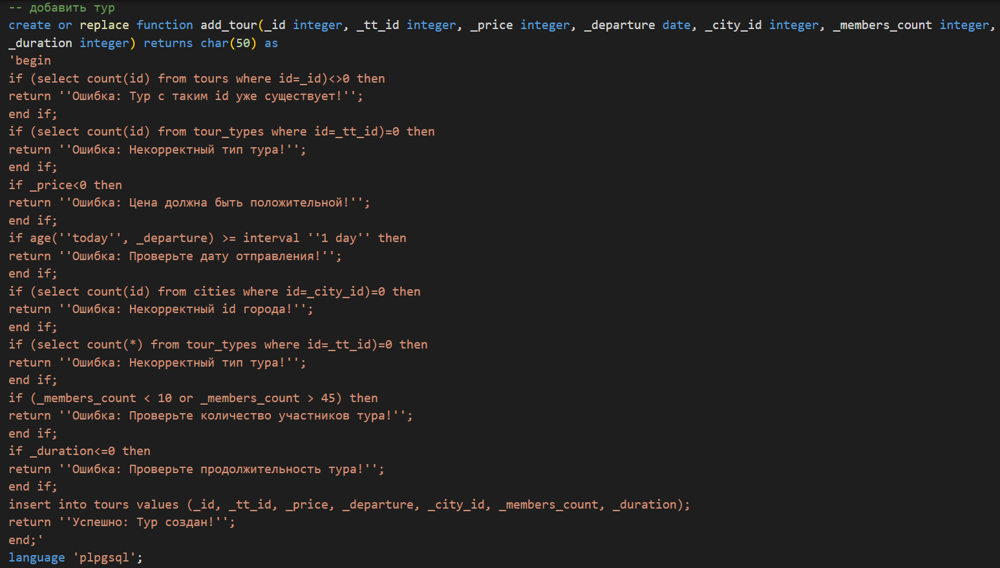 -- добавить тур
create or replace function add_tour(_id integer, _tt_id integer, _price integer, _departure date, _city_id integer, _members_count integer,
_duration integer) returns char(50) as
'begin
if (select count(id) from tours where id=_id)<>0 then
return ''Ошибка: Тур с таким id уже существует!'';
end if;
if (select count(id) from tour_types where id=_tt_id)=0 then
return ''Ошибка: Некорректный тип тура!'';
end if;
if _price<0 then
return ''Ошибка: Цена должна быть положительной!'';
end if;
if age(''today'', _departure) >= interval ''1 day'' then
return ''Ошибка: Проверьте дату отправления!'';
end if;
if (select count(id) from cities where id=_city_id)=0 then
return ''Ошибка: Некорректный id города!'';
end if;
if (select count(*) from tour_types where id=_tt_id)=0 then
return ''Ошибка: Некорректный тип тура!'';
end if;
if (_members_count < 10 or _members_count > 45) then
return ''Ошибка: Проверьте количество участников тура!'';
end if;
if _duration<=0 then
return ''Ошибка: Проверьте продолжительность тура!'';
end if;
insert into tours values (_id, _tt_id, _price, _departure, _city_id, _members_count, _duration);
return ''Успешно: Тур создан!'';
end;'
language 'plpgsql';